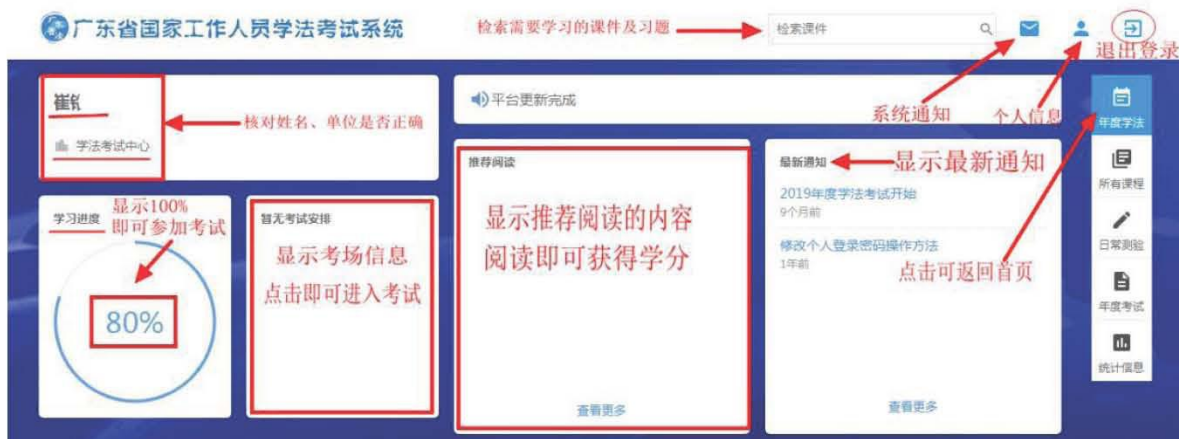 广东省国家工作人员学法考试系统
检索需要学习的课件及习题
检索课件
退出登录
系统通知
个人信息
崔
学法考试中心
核对姓名、单位是否正确
平台更新完成
年度学法
所有课程
日常测验
年度考试
统计信息
学习进度
显示100%
即可参加考试
80%
暂无考试安排
显示考场信息
点击即可进入考试
推荐阅读
显示推荐阅读的内容
阅读即可获得学分
查看更多
最新通知
显示最新通知
2019年度学法考试开始
9个月前
修改个人登录密码操作方法
1年前
点击可返回首页
查看更多